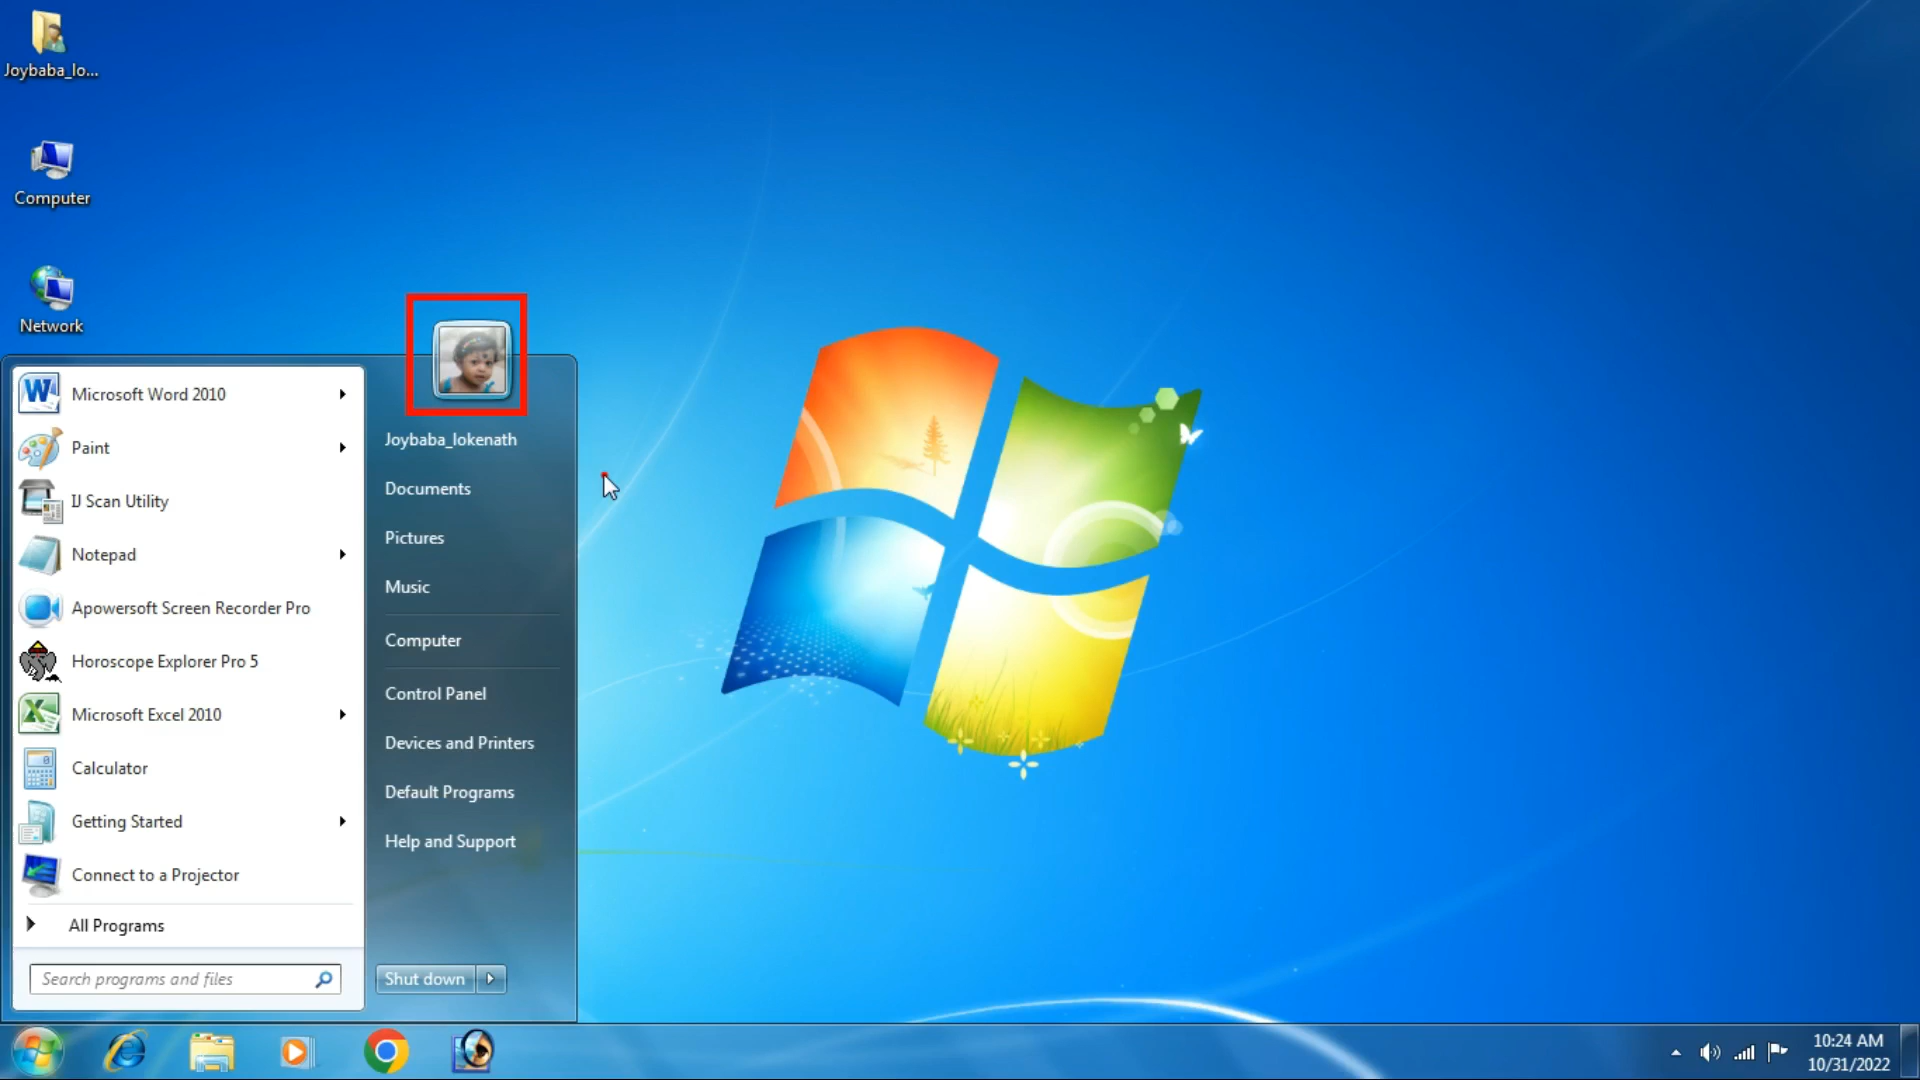 Joybaba_lo...
Computer
Network
Microsoft Word 2010
Paint
IJ Scan Utility
Notepad
Apowersoft Screen Recorder Pro
Horoscope Explorer Pro 5
Microsoft Excel 2010
Calculator
Getting Started
Connect to a Projector
All Programs
Search programs and files
Joybaba_lokenath
Documents
Pictures
Music
Computer
Control Panel
Devices and Printers
Default Programs
Help and Support
Shut down
10:24 AM
10/31/2022